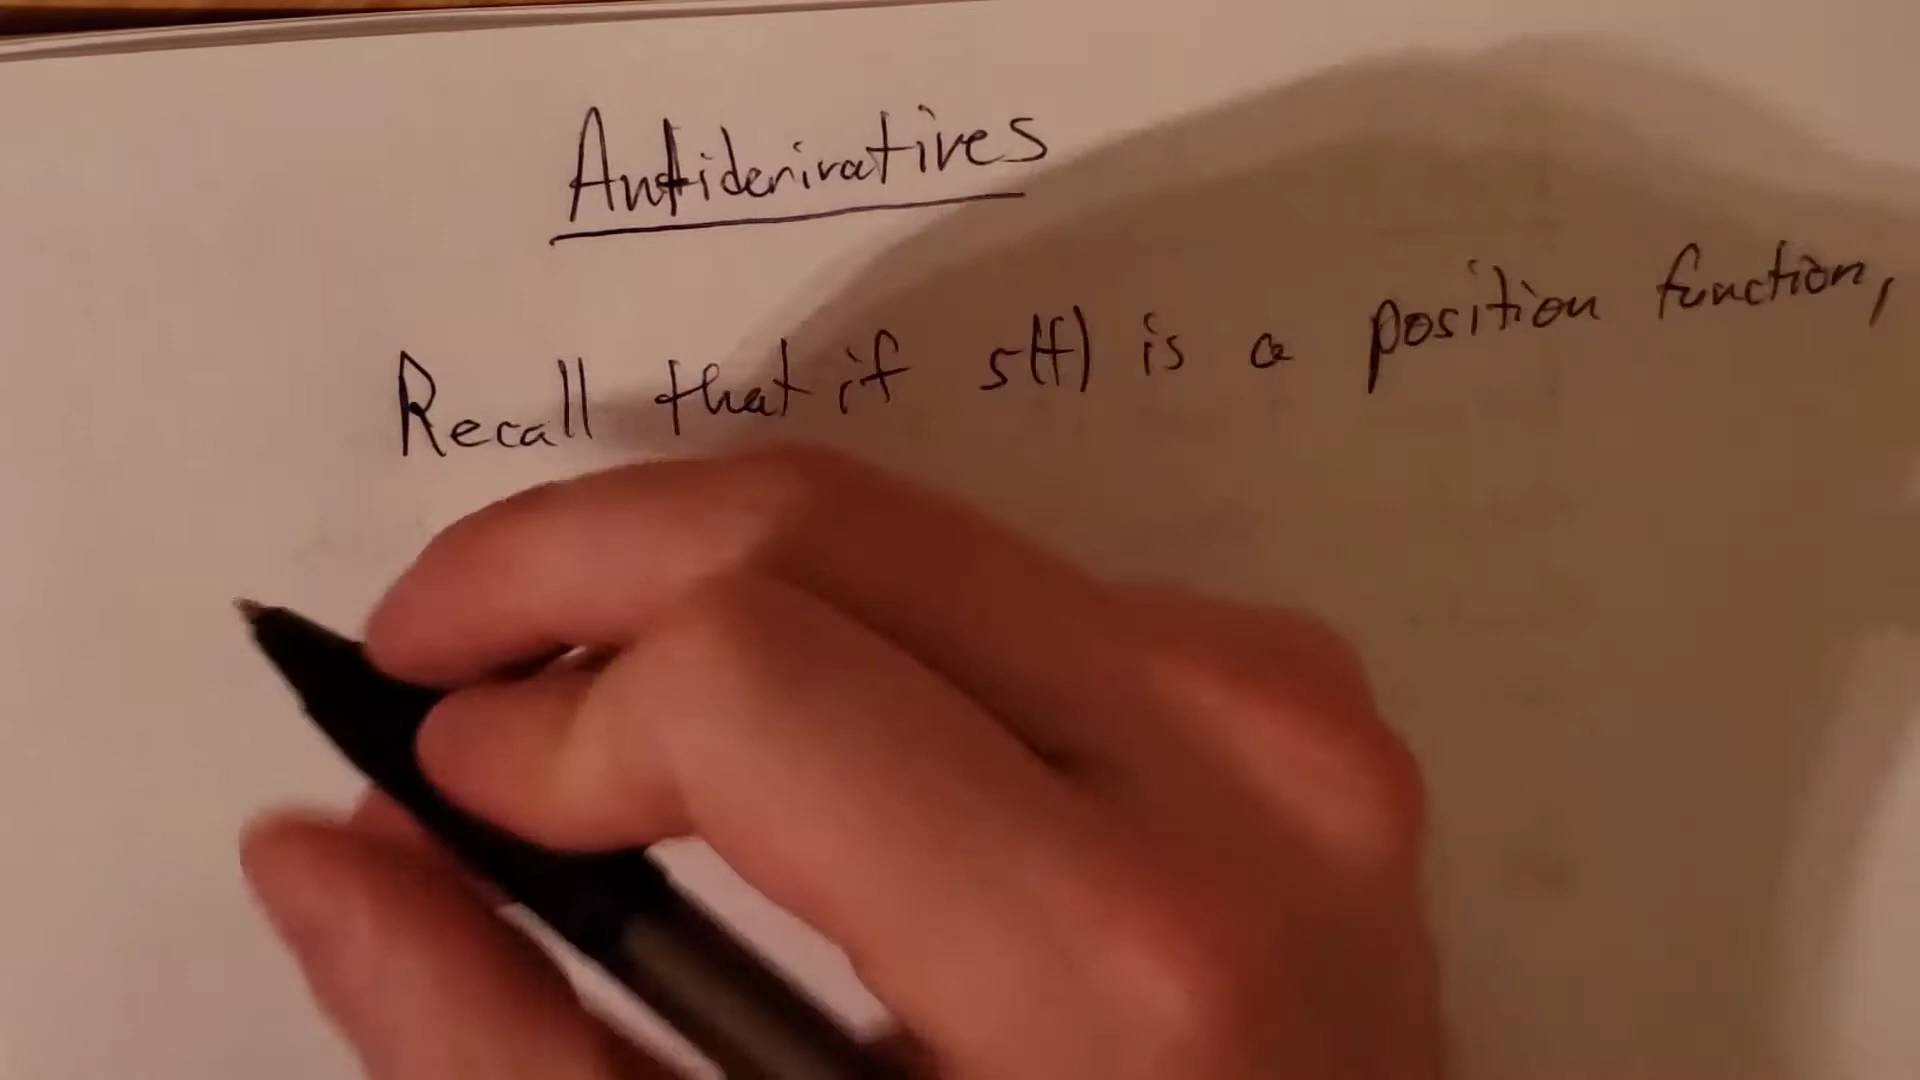 Antiderivatives
Recall that if s(t) is a position function,